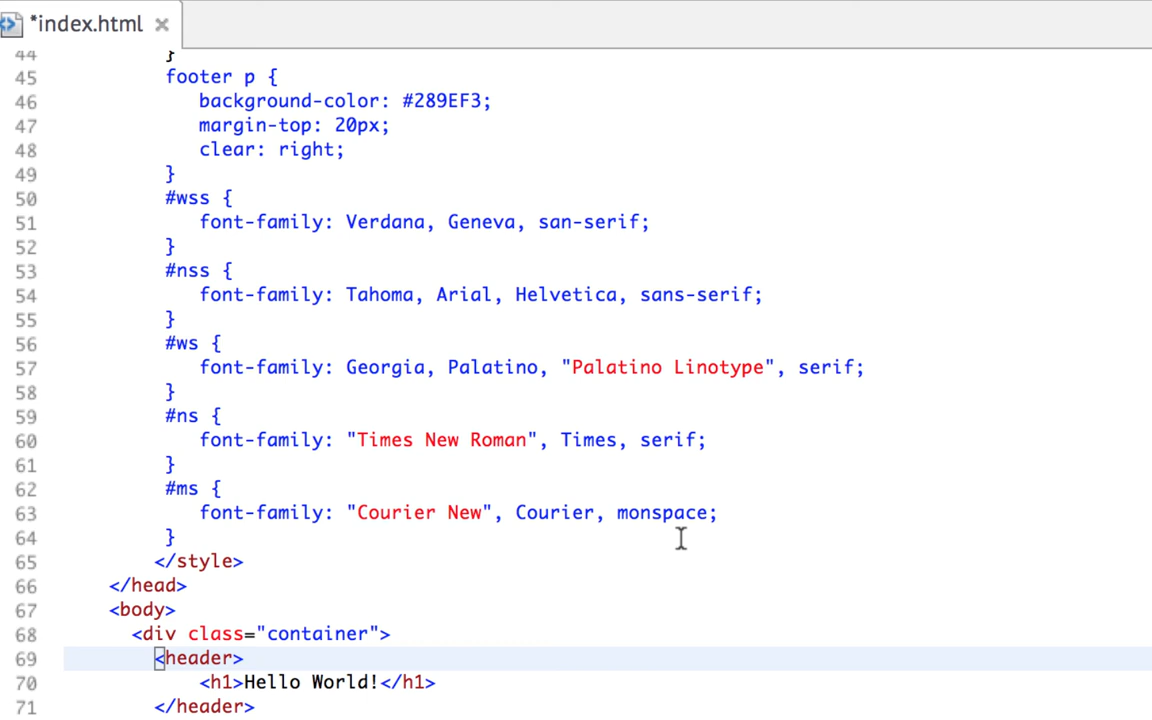 *index.html
44 }
45 footer p {
46 background-color: #289EF3;
47 margin-top: 20px;
48 clear: right;
49 }
50 #wss {
51 font-family: Verdana, Geneva, san-serif;
52 }
53 #nss {
54 font-family: Tahoma, Arial, Helvetica, sans-serif;
55 }
56 #ws {
57 font-family: Georgia, Palatino, "Palatino Linotype", serif;
58 }
59 #ns {
60 font-family: "Times New Roman", Times, serif;
61 }
62 #ms {
63 font-family: "Courier New", Courier, monspace;
64 }
65 </style>
66 </head>
67 <body>
68 <div class="container">
69 <header>
70 <h1>Hello World!</h1>
71 </header>